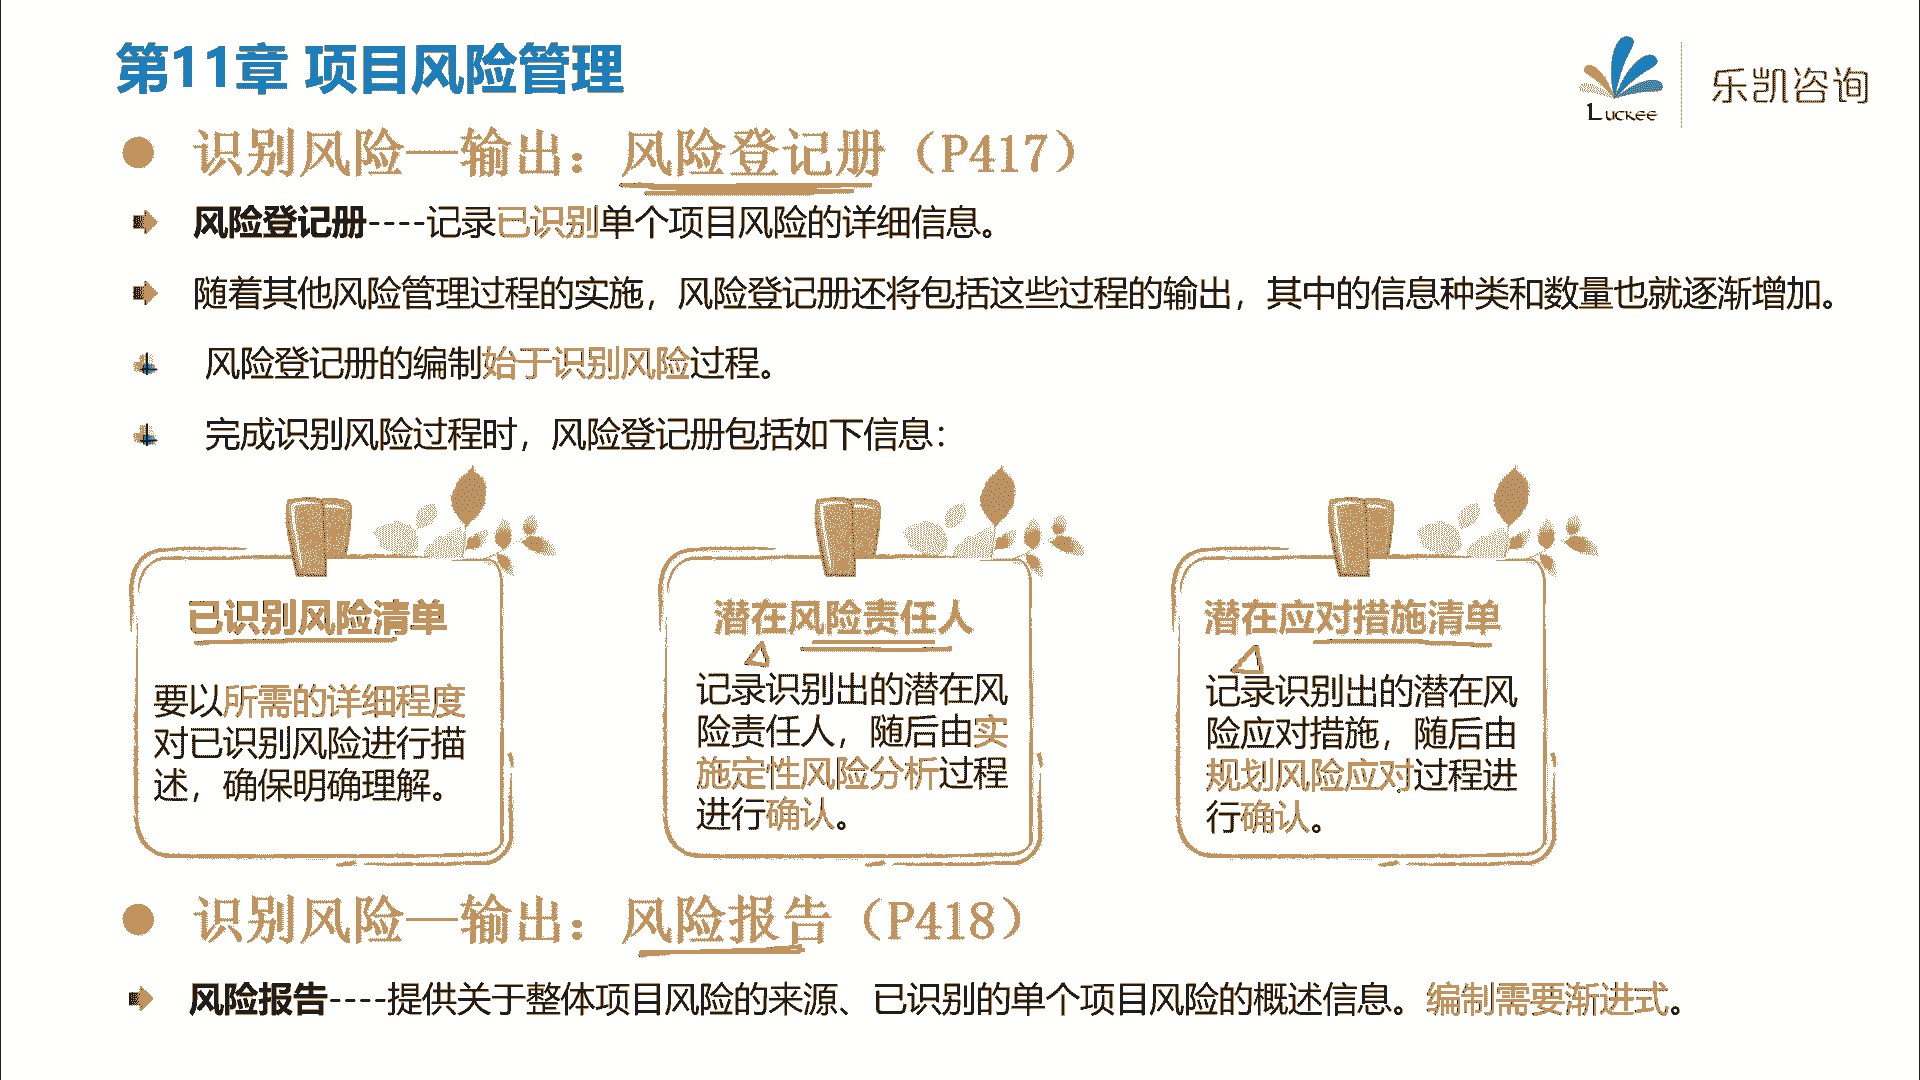 第11章 项目风险管理
Luckee
乐凯咨询
识别风险—输出：风险登记册（P417）
风险登记册----记录已识别单个项目风险的详细信息。
随着其他风险管理过程的实施，风险登记册还将包括这些过程的输出，其中的信息种类和数量也就逐渐增加。
风险登记册的编制始于识别风险过程。
完成识别风险过程时，风险登记册包括如下信息：
已识别风险清单
要以所需的详细程度
对已识别风险进行描
述，确保明确理解。
潜在风险责任人
记录识别出的潜在风
险责任人，随后由实
施定性风险分析过程
进行确认。
潜在应对措施清单
记录识别出的潜在风
险应对措施，随后由
规划风险应对过程进
行确认。
识别风险—输出：风险报告（P418）
风险报告----提供关于整体项目风险的来源、已识别的单个项目风险的概述信息。编制需要渐进式。